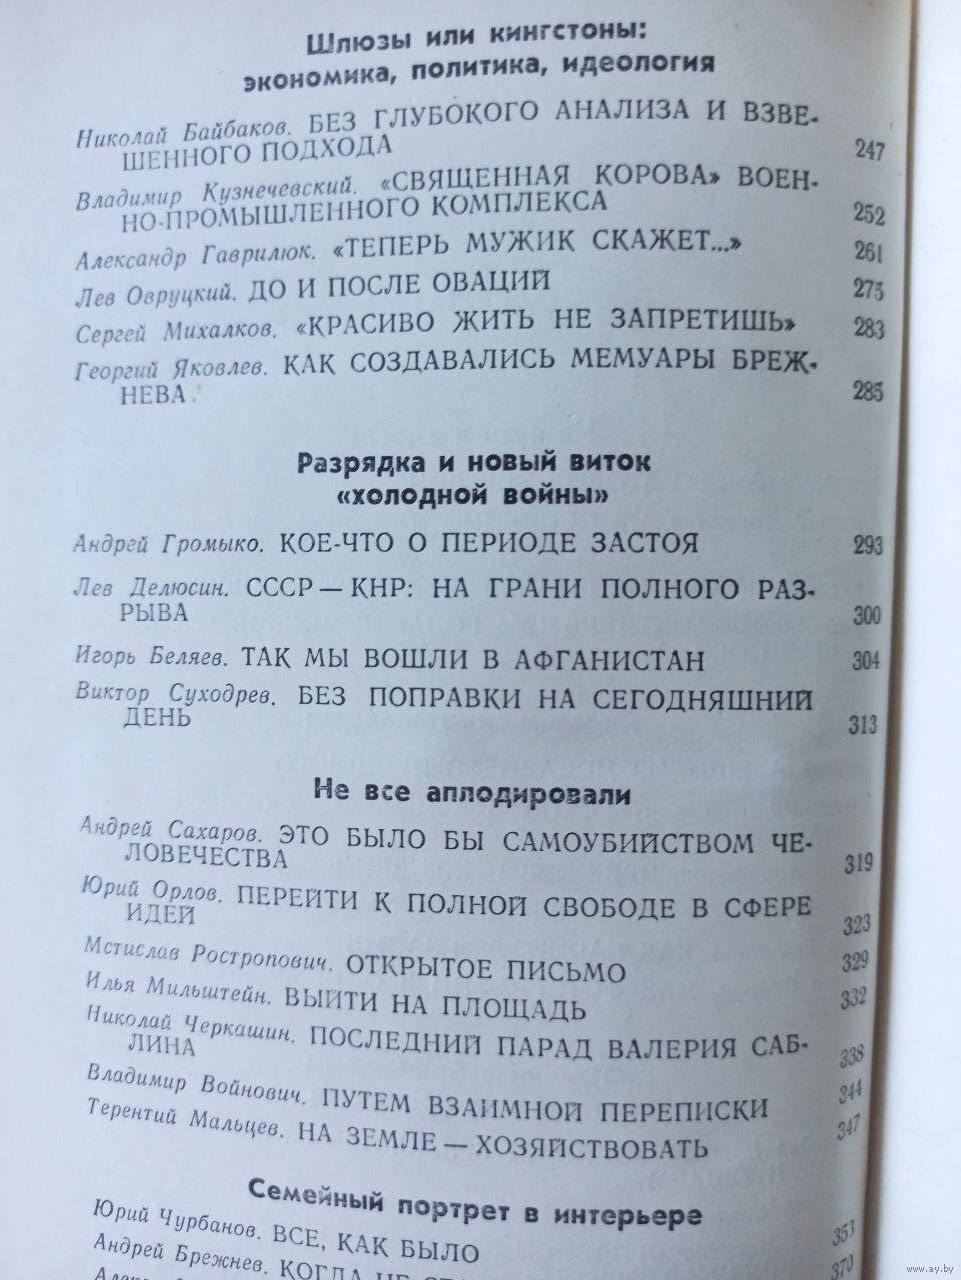 Шлюзы или кингстоны:
экономика, политика, идеология
Николай Байбаков. БЕЗ ГЛУБОКОГО АНАЛИЗА И ВЗВЕ-
ШЕННОГО ПОДХОДА 247
Владимир Кузнечевский. «СВЯЩЕННАЯ КОРОВА» ВОЕН-
НО-ПРОМЫШЛЕННОГО КОМПЛЕКСА 252
Александр Гаврилюк. «ТЕПЕРЬ МУЖИК СКАЖЕТ...» 261
Лев Овруцкий. ДО И ПОСЛЕ ОВАЦИЙ 275
Сергей Михалков. «КРАСИВО ЖИТЬ НЕ ЗАПРЕТИШЬ» 283
Георгий Яковлев. КАК СОЗДАВАЛИСЬ МЕМУАРЫ БРЕЖ-
НЕВА 285
Разрядка и новый виток
«холодной войны»
Андрей Громыко. КОЕ-ЧТО О ПЕРИОДЕ ЗАСТОЯ 293
Лев Делюсин. СССР — КНР: НА ГРАНИ ПОЛНОГО РАЗ-
РЫВА 300
Игорь Беляев. ТАК МЫ ВОШЛИ В АФГАНИСТАН 304
Виктор Суходрев. БЕЗ ПОПРАВКИ НА СЕГОДНЯШНИЙ
ДЕНЬ 313
Не все аплодировали
Андрей Сахаров. ЭТО БЫЛО БЫ САМОУБИЙСТВОМ ЧЕ-
ЛОВЕЧЕСТВА 319
Юрий Орлов. ПЕРЕЙТИ К ПОЛНОЙ СВОБОДЕ В СФЕРЕ
ИДЕЙ 323
Мстислав Ростропович. ОТКРЫТОЕ ПИСЬМО 329
Илья Мильштейн. ВЫЙТИ НА ПЛОЩАДЬ 332
Николай Черкашин. ПОСЛЕДНИЙ ПАРАД ВАЛЕРИЯ САБ-
ЛИНА 338
Владимир Войнович. ПУТЕМ ВЗАИМНОЙ ПЕРЕПИСКИ 344
Терентий Мальцев. НА ЗЕМЛЕ — ХОЗЯЙСТВОВАТЬ 347
Семейный портрет в интерьере
Юрий Чурбанов. ВСЕ, КАК БЫЛО 353
Андрей Брежнев. КОГДА НЕ 370
www.ay.by